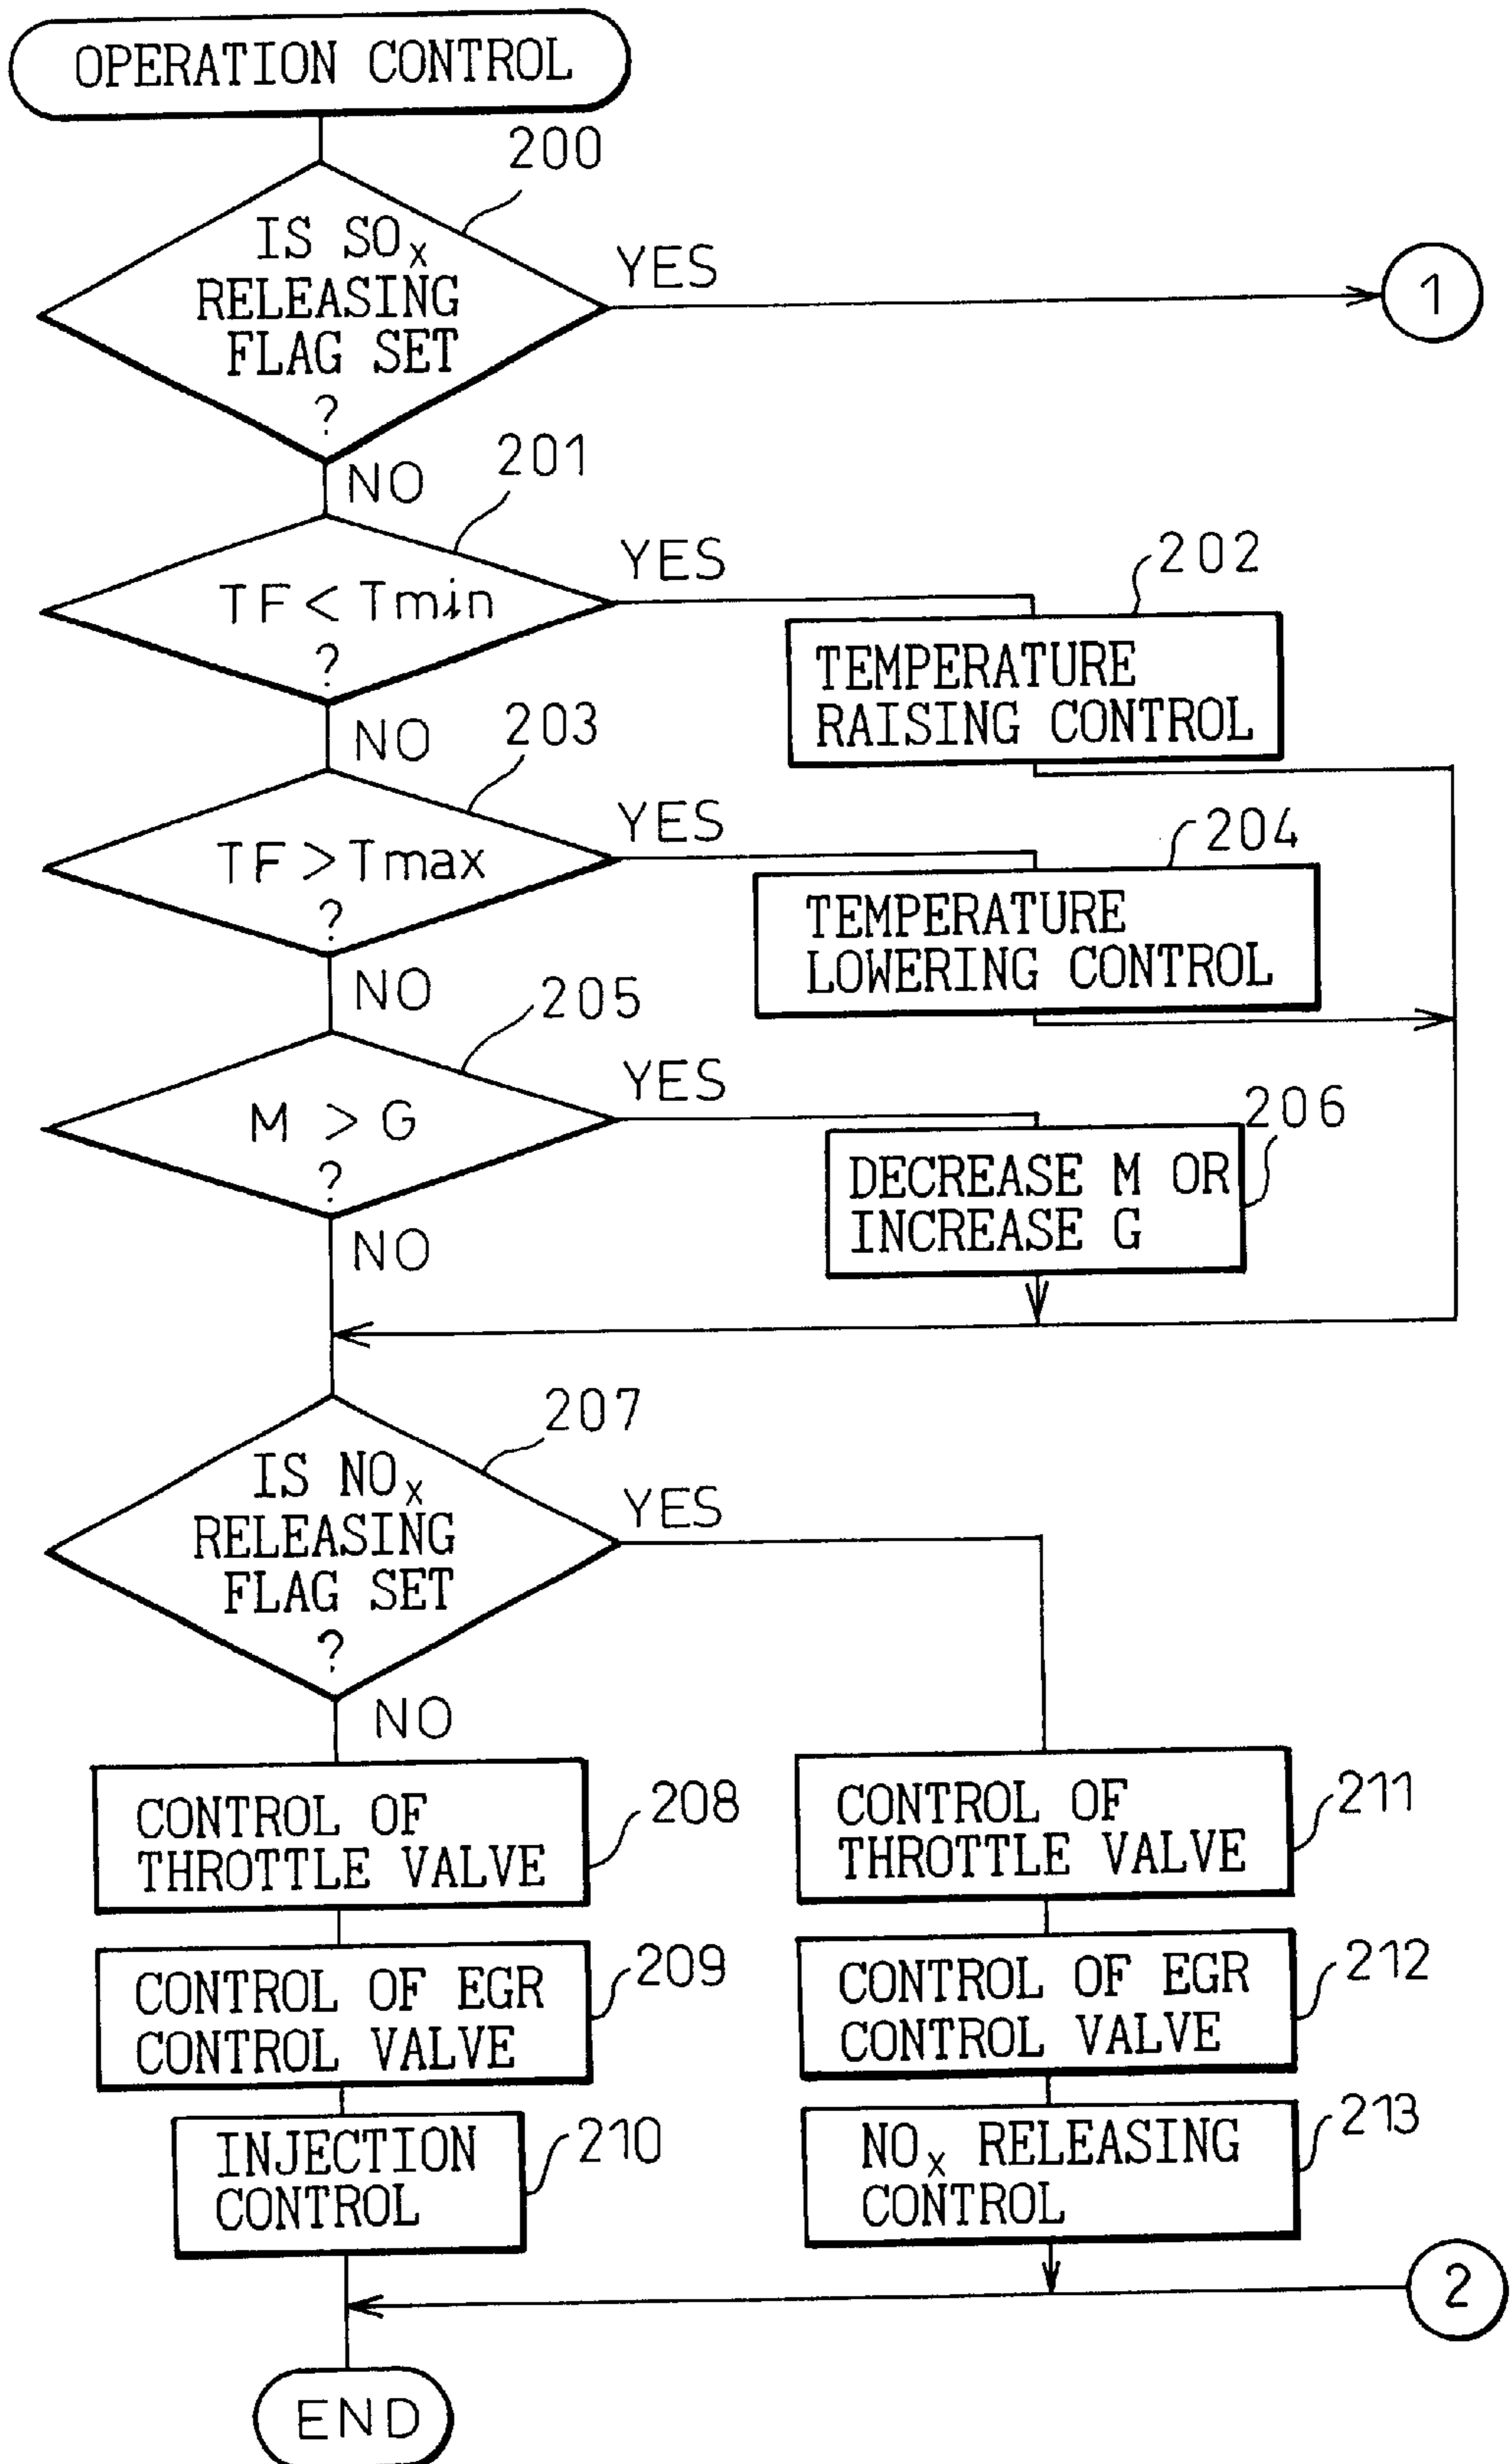 OPERATION CONTROL
200
IS SOx
RELEASING
FLAG SET
?
YES
1
NO
201
TF < Tmin
?
YES
202
TEMPERATURE
RAISING CONTROL
NO
203
TF > Tmax
?
YES
204
TEMPERATURE
LOWERING CONTROL
NO
205
M > G
?
YES
206
DECREASE M OR
INCREASE G
NO
207
IS NOx
RELEASING
FLAG SET
?
YES
NO
CONTROL OF
THROTTLE VALVE
208
CONTROL OF EGR
CONTROL VALVE
209
INJECTION
CONTROL
210
CONTROL OF
THROTTLE VALVE
211
CONTROL OF EGR
CONTROL VALVE
212
NOx RELEASING
CONTROL
213
2
END